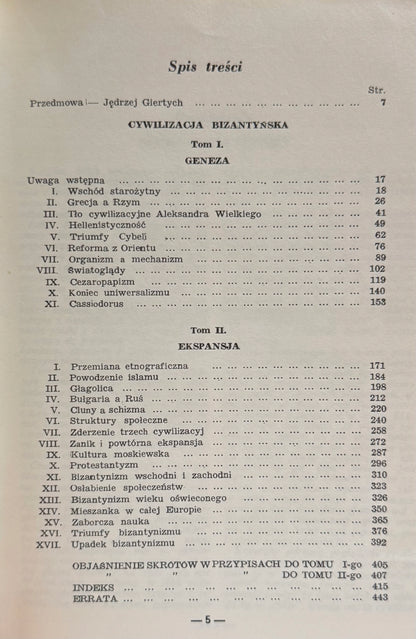 Spis treści
Str.
Przedmowa — Jędrzej Giertych ... ... ... ... ... ... ... ... ... ... ... 7
CYWILIZACJA BIZANTYŃSKA
Tom I.
GENEZA
Uwaga wstępna ... ... ... ... ... ... ... ... ... ... ... ... 17
I. Wschód starożytny ... ... ... ... ... ... ... ... ... ... 18
II. Grecja a Rzym ... ... ... ... ... ... ... ... ... ... ... 26
III. Tło cywilizacyjne Aleksandra Wielkiego ... ... ... ... ... ... 41
IV. Hellenistyczność ... ... ... ... ... ... ... ... ... ... 49
V. Triumfy Cybeli ... ... ... ... ... ... ... ... ... ... 62
VI. Reforma z Orientu ... ... ... ... ... ... ... ... ... ... 76
VII. Organizm a mechanizm ... ... ... ... ... ... ... ... ... 89
VIII. Światoglądy ... ... ... ... ... ... ... ... ... ... ... 102
IX. Cezaropapizm ... ... ... ... ... ... ... ... ... ... ... 119
X. Koniec uniwersalizmu ... ... ... ... ... ... ... ... ... 140
XI. Cassiodorus ... ... ... ... ... ... ... ... ... ... ... 153
Tom II.
EKSPANSJA
I. Przemiana etnograficzna ... ... ... ... ... ... ... ... 171
II. Powodzenie islamu ... ... ... ... ... ... ... ... ... ... 184
III. Głagolica ... ... ... ... ... ... ... ... ... ... ... 198
IV. Bułgaria a Ruś ... ... ... ... ... ... ... ... ... ... 212
V. Cluny a schizma ... ... ... ... ... ... ... ... ... ... 220
VI. Struktury społeczne ... ... ... ... ... ... ... ... ... 240
VII. Zderzenie trzech cywilizacyj ... ... ... ... ... ... ... 258
VIII. Zanik i powtórna ekspansja ... ... ... ... ... ... ... 272
IX. Kultura moskiewska ... ... ... ... ... ... ... ... ... 287
X. Protestantyzm ... ... ... ... ... ... ... ... ... ... 296
XI. Bizantynizm wschodni i zachodni ... ... ... ... ... ... 310
XII. Osłabienie społeczeństw ... ... ... ... ... ... ... ... 323
XIII. Bizantynizm wieku oświeconego ... ... ... ... ... ... 326
XIV. Mieszanka w całej Europie ... ... ... ... ... ... ... 350
XV. Zaborcza nauka ... ... ... ... ... ... ... ... ... ... 365
XVI. Triumfy bizantynizmu ... ... ... ... ... ... ... ... 376
XVII. Upadek bizantynizmu ... ... ... ... ... ... ... ... ... 392
OBJAŚNIENIE SKRÓTÓW W PRZYPISACH DO TOMU I-go 405
" " " DO TOMU II-go 407
INDEKS ... ... ... ... ... ... ... ... ... ... ... 415
ERRATA ... ... ... ... ... ... ... ... ... ... ... 443
— 5 —